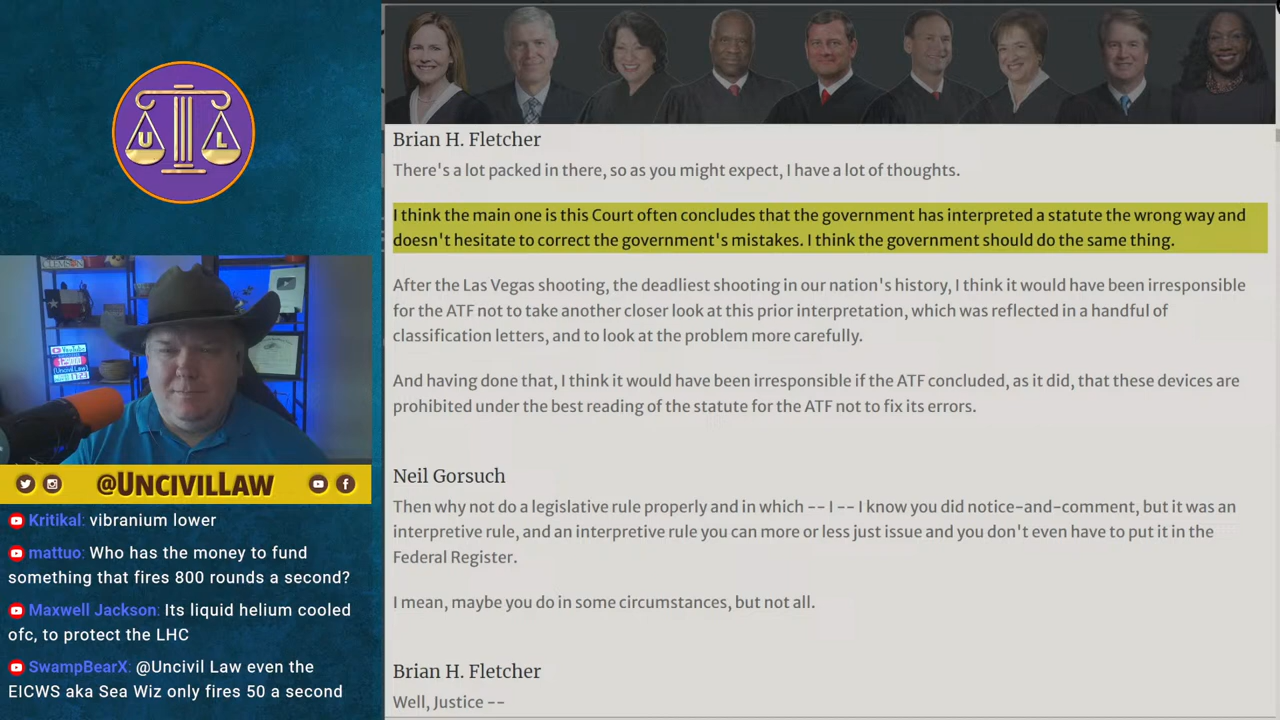 U L
Brian H. Fletcher
There's a lot packed in there, so as you might expect, I have a lot of thoughts.
I think the main one is this Court often concludes that the government has interpreted a statute the wrong way and
doesn't hesitate to correct the government's mistakes. I think the government should do the same thing.
After the Las Vegas shooting, the deadliest shooting in our nation's history, I think it would have been irresponsible
for the ATF not to take another closer look at this prior interpretation, which was reflected in a handful of
classification letters, and to look at the problem more carefully.
And having done that, I think it would have been irresponsible if the ATF concluded, as it did, that these devices are
prohibited under the best reading of the statute for the ATF not to fix its errors.
Neil Gorsuch
Then why not do a legislative rule properly and in which -- I -- I know you did notice-and-comment, but it was an
interpretive rule, and an interpretive rule you can more or less just issue and you don't even have to put it in the
Federal Register.
I mean, maybe you do in some circumstances, but not all.
Brian H. Fletcher
Well, Justice --
CLEMSON
YouTube
@UNCIVILLAW
Kritikal: vibranium lower
mattuo: Who has the money to fund
something that fires 800 rounds a second?
Maxwell Jackson: Its liquid helium cooled
ofc, to protect the LHC
SwampBearX: @Uncivil Law even the
EICWS aka Sea Wiz only fires 50 a second